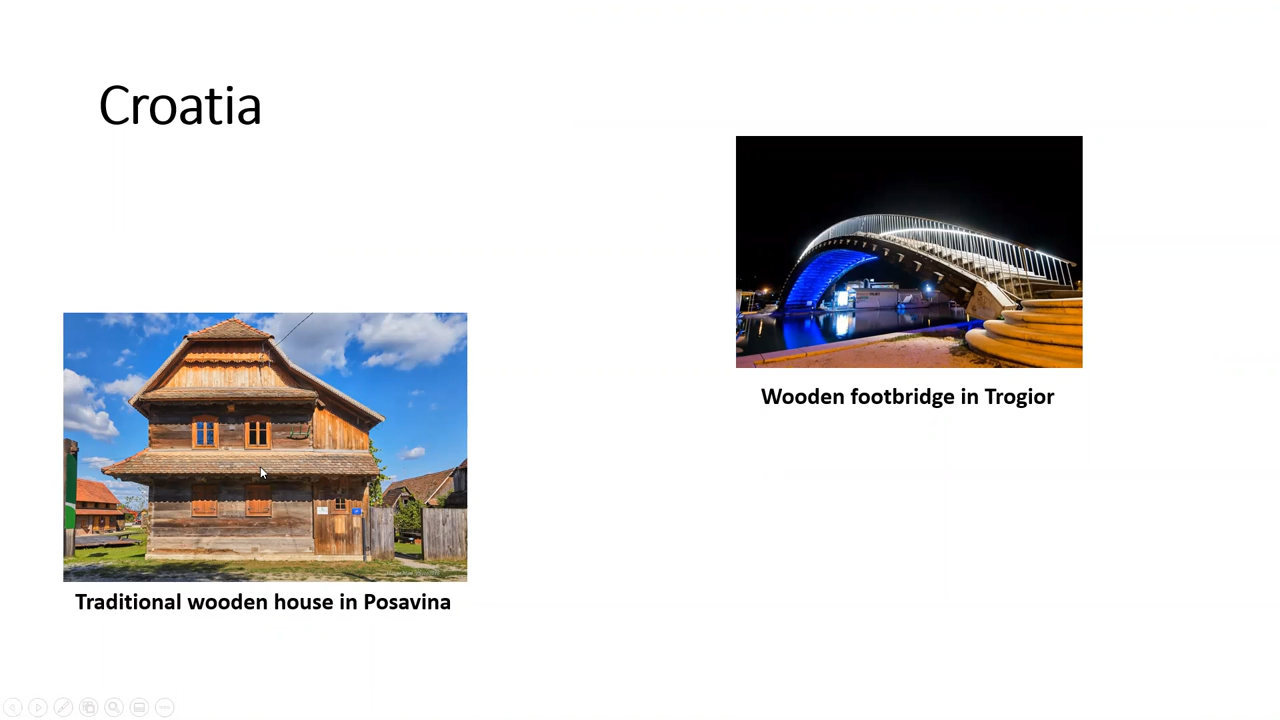 Croatia
Wooden footbridge in Trogior
Traditional wooden house in Posavina